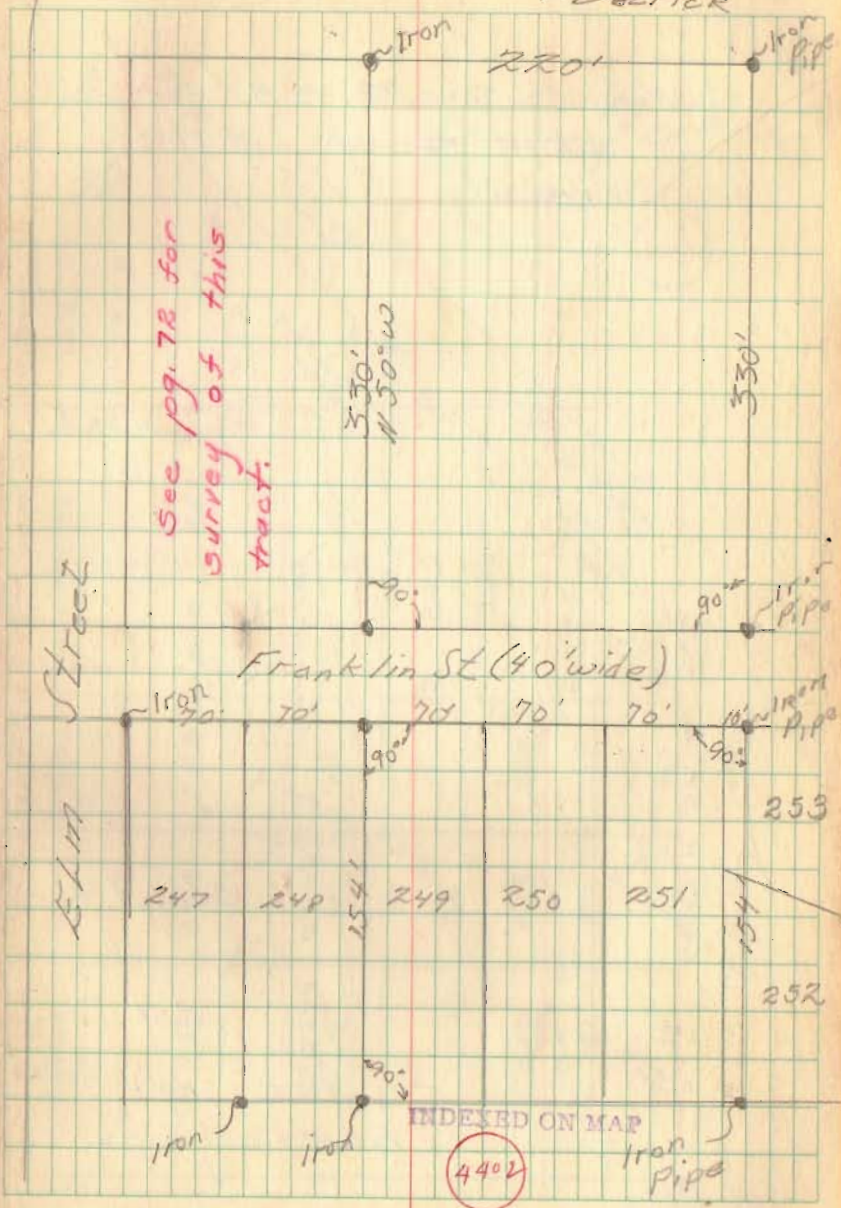 Iron
220'
Iron
Pipe
See pg. 72 for
survey of this
tract.
330'
N 50° W
330'
90°
90°
Iron
Pipe
Elm Street
Franklin St (40' wide)
Iron
70' 70' 70' 70' 70' 10'
Iron
Pipe
90°
90°
253
247 248 154' 249 250 251 154'
252
90°
INDEXED ON MAP
iron
iron
Iron
Pipe
4402